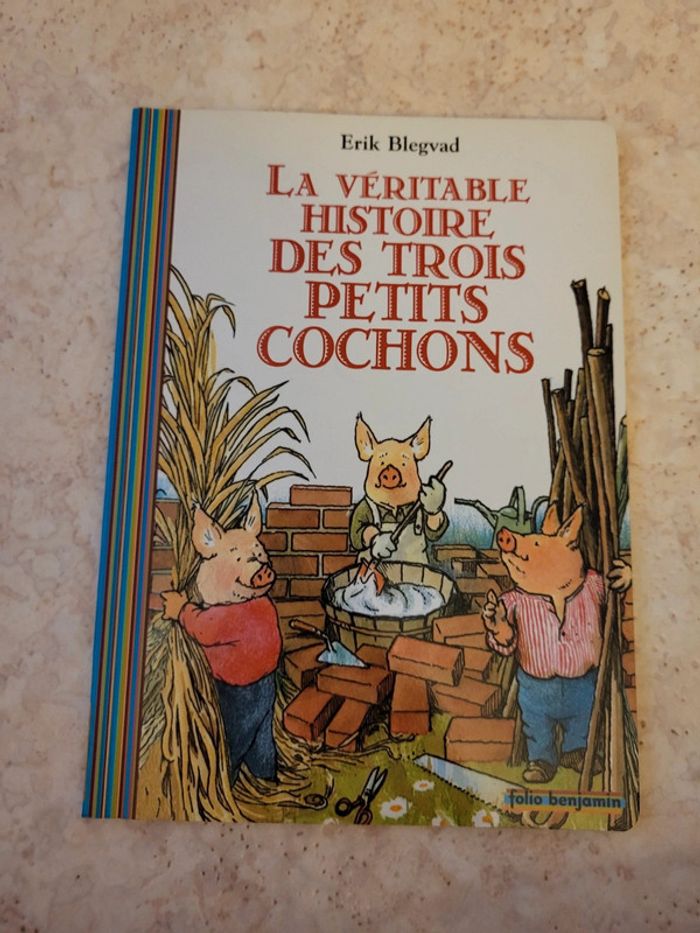 Erik Blegvad
LA VÉRITABLE
HISTOIRE
DES TROIS
PETITS
COCHONS
folio benjamin